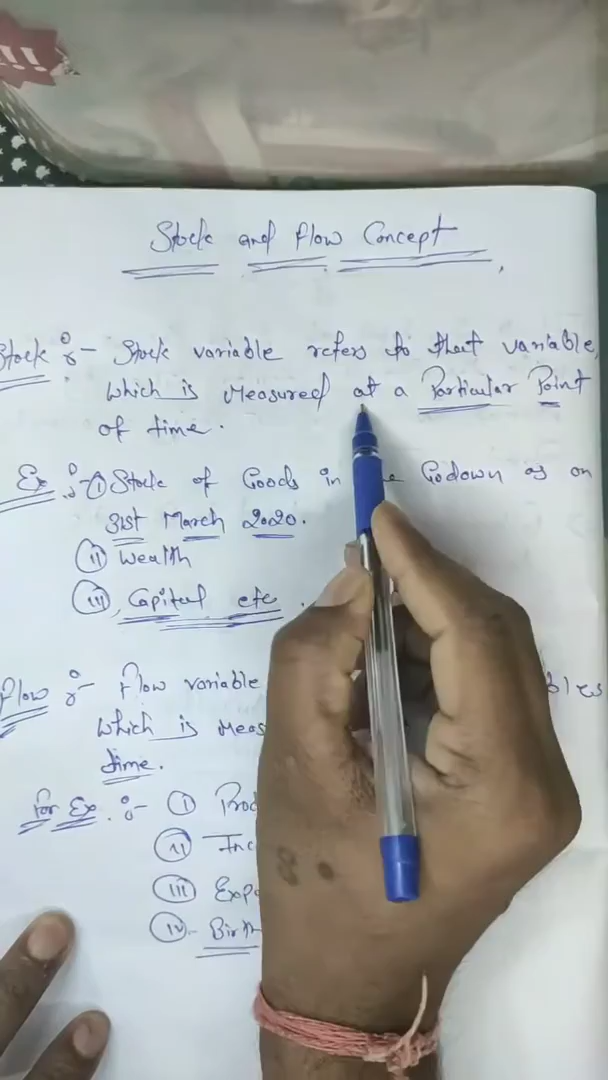 !!!
Stock and Flow Concept
Stock :- Stock variable refers to that variable,
which is Measured at a Particular Point
of time.
Ex :- (i) Stock of Goods in Godown as on
31st March 2020.
(ii) Wealth
(iii) Capital etc.
Flow :- Flow variable
which is
time.
For Ex. :- (i)
(ii)
(iii)
(iv) Birth